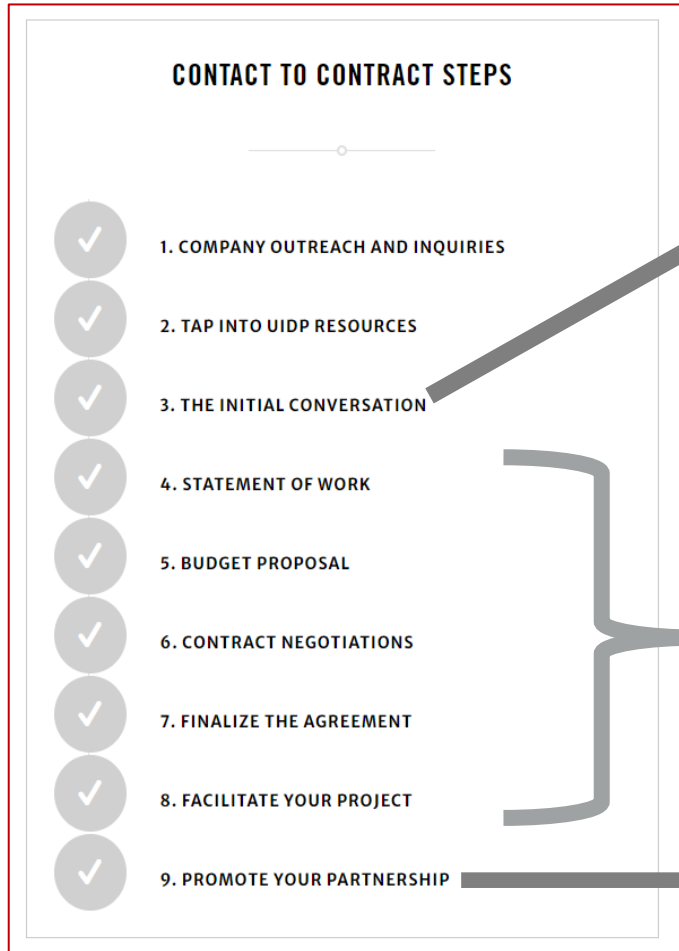 CONTACT TO CONTRACT STEPS
1. COMPANY OUTREACH AND INQUIRIES
2. TAP INTO UIDP RESOURCES
3. THE INITIAL CONVERSATION
4. STATEMENT OF WORK
5. BUDGET PROPOSAL
6. CONTRACT NEGOTIATIONS
7. FINALIZE THE AGREEMENT
8. FACILITATE YOUR PROJECT
9. PROMOTE YOUR PARTNERSHIP